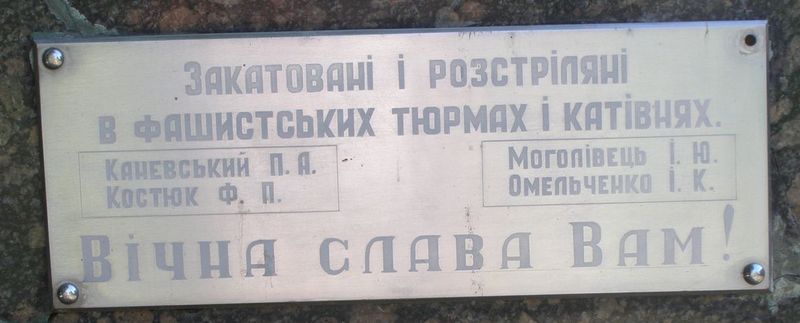 Закатовані і розстріляні
в фашистських тюрмах і катівнях.
Каневський П. А.
Костюк Ф. П.
Моголівець І. Ю.
Омельченко І. К.
Вічна слава Вам!